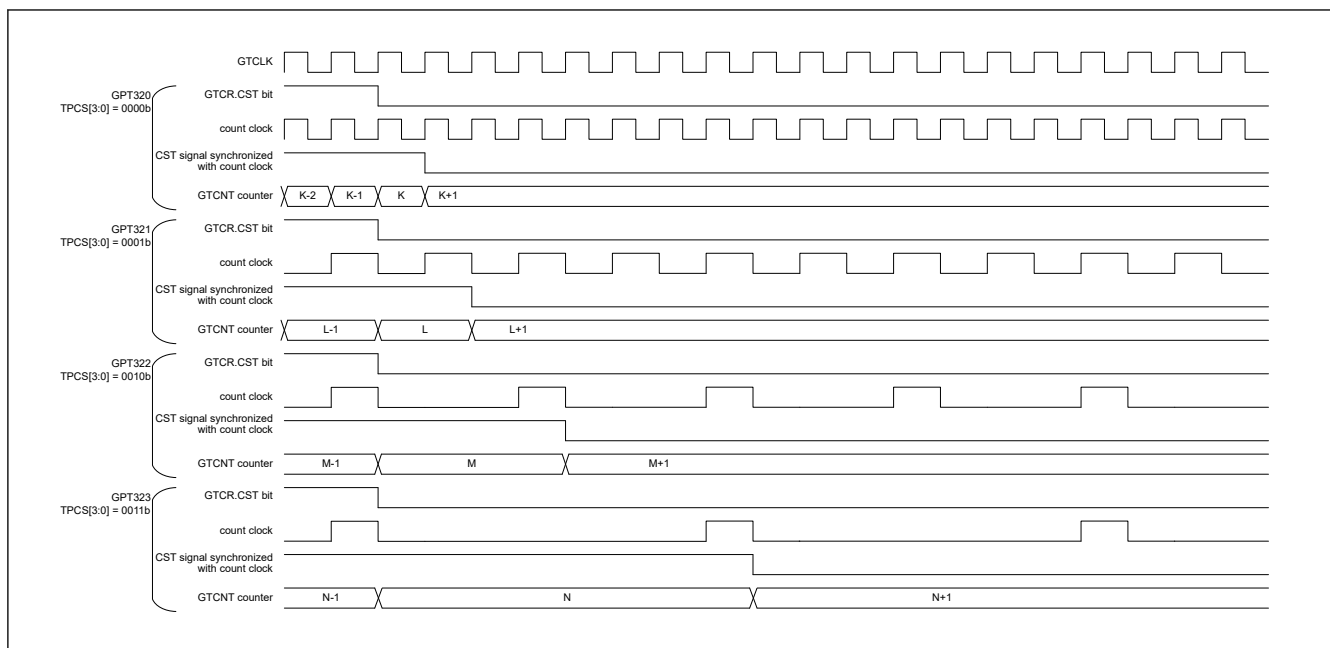 GTCLK
GPT320
TPCS[3:0] = 0000b
GTCR.CST bit
count clock
CST signal synchronized
with count clock
GTCNT counter
K-2 K-1 K K+1
GPT321
TPCS[3:0] = 0001b
GTCR.CST bit
count clock
CST signal synchronized
with count clock
GTCNT counter
L-1 L L+1
GPT322
TPCS[3:0] = 0010b
GTCR.CST bit
count clock
CST signal synchronized
with count clock
GTCNT counter
M-1 M M+1
GPT323
TPCS[3:0] = 0011b
GTCR.CST bit
count clock
CST signal synchronized
with count clock
GTCNT counter
N-1 N N+1